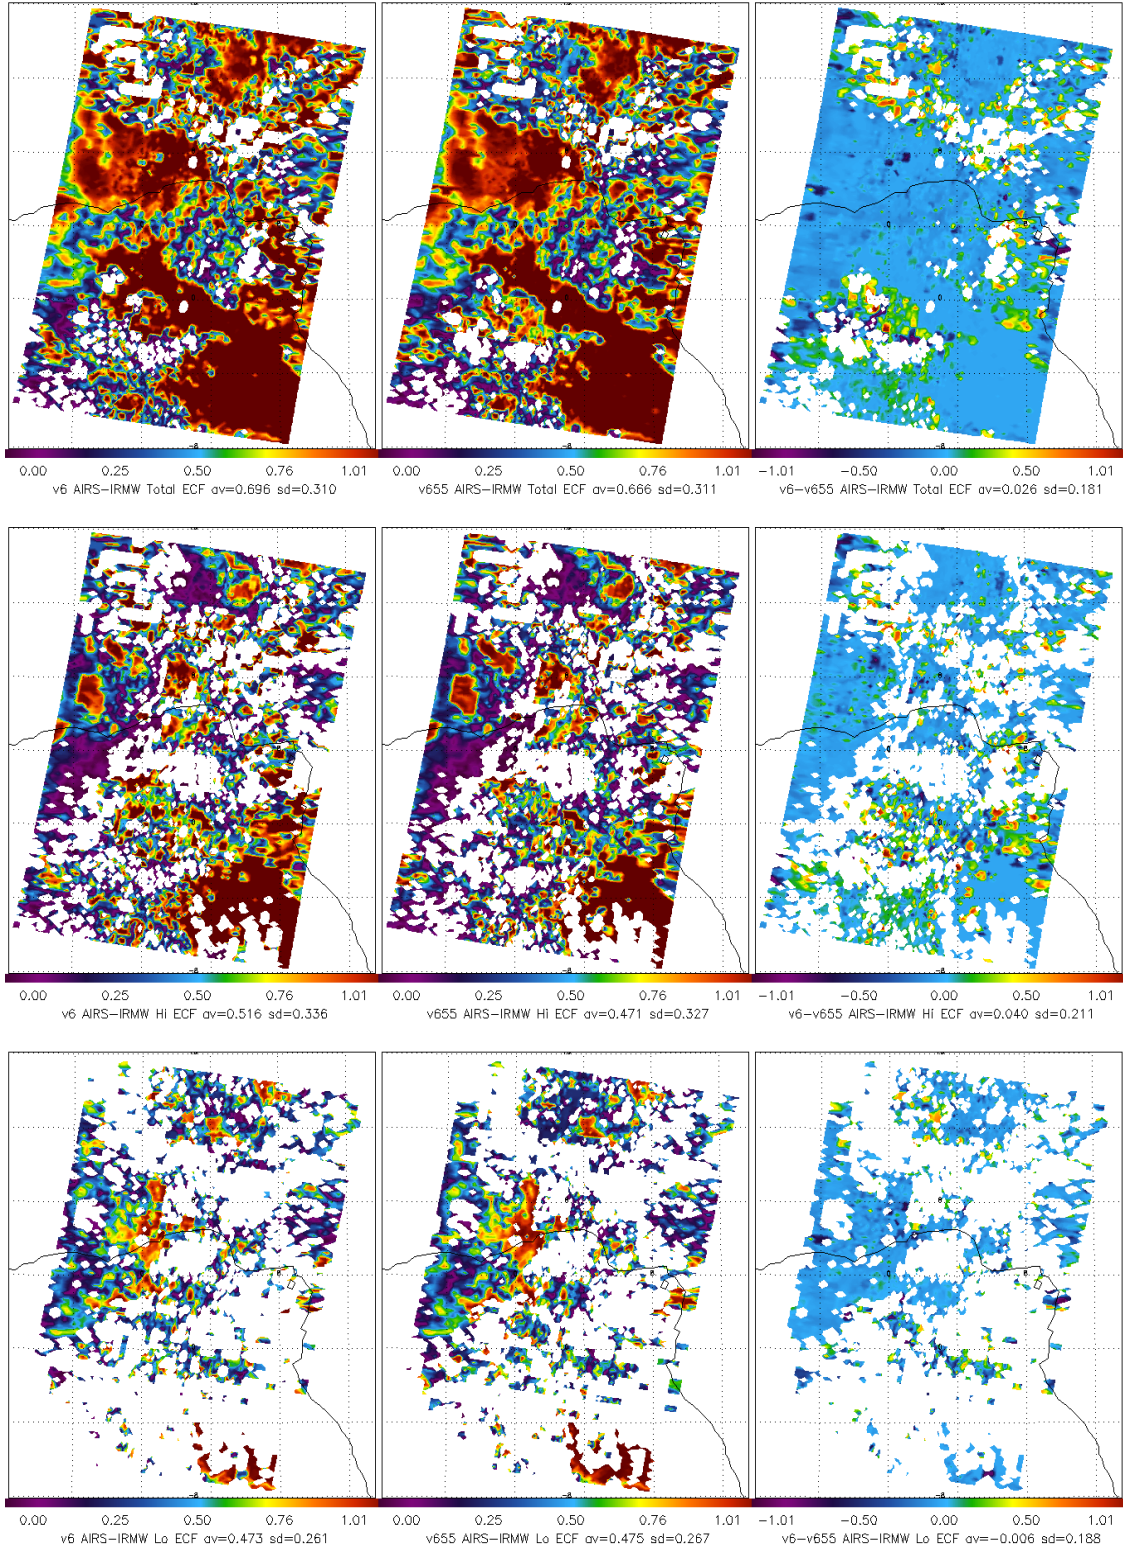 0.00 0.25 0.50 0.76 1.01
v6 AIRS-IRMW Total ECF av=0.696 sd=0.310
0.00 0.25 0.50 0.76 1.01
v655 AIRS-IRMW Total ECF av=0.666 sd=0.311
-1.01 -0.50 0.00 0.50 1.01
v6-v655 AIRS-IRMW Total ECF av=0.026 sd=0.181
0.00 0.25 0.50 0.76 1.01
v6 AIRS-IRMW Hi ECF av=0.516 sd=0.336
0.00 0.25 0.50 0.76 1.01
v655 AIRS-IRMW Hi ECF av=0.471 sd=0.327
-1.01 -0.50 0.00 0.50 1.01
v6-v655 AIRS-IRMW Hi ECF av=0.040 sd=0.211
0.00 0.25 0.50 0.76 1.01
v6 AIRS-IRMW Lo ECF av=0.473 sd=0.261
0.00 0.25 0.50 0.76 1.01
v655 AIRS-IRMW Lo ECF av=0.475 sd=0.267
-1.01 -0.50 0.00 0.50 1.01
v6-v655 AIRS-IRMW Lo ECF av=-0.006 sd=0.188